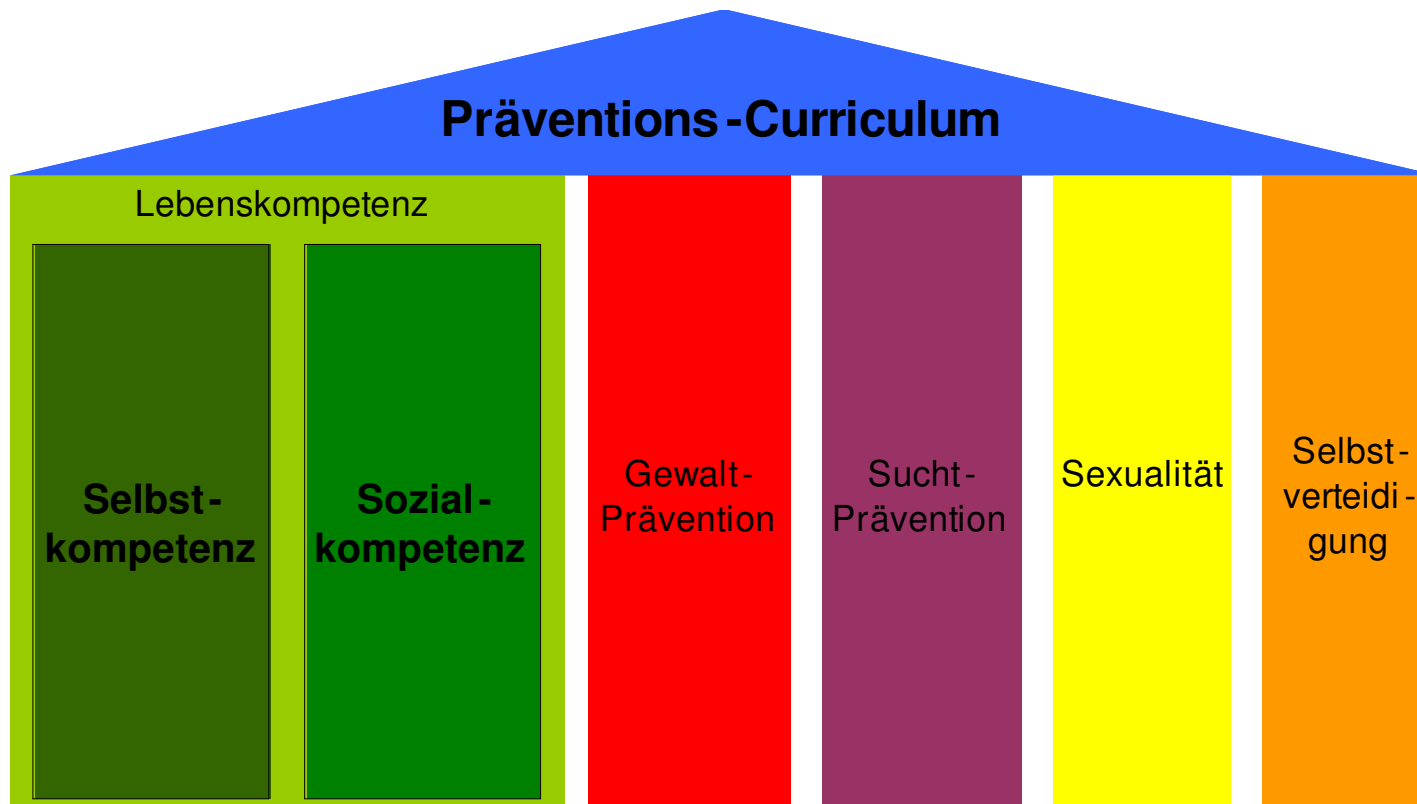 Präventions-Curriculum
Lebenskompetenz
Selbst-
kompetenz
Sozial-
kompetenz
Gewalt-
Prävention
Sucht-
Prävention
Sexualität
Selbst-
verteidi-
gung